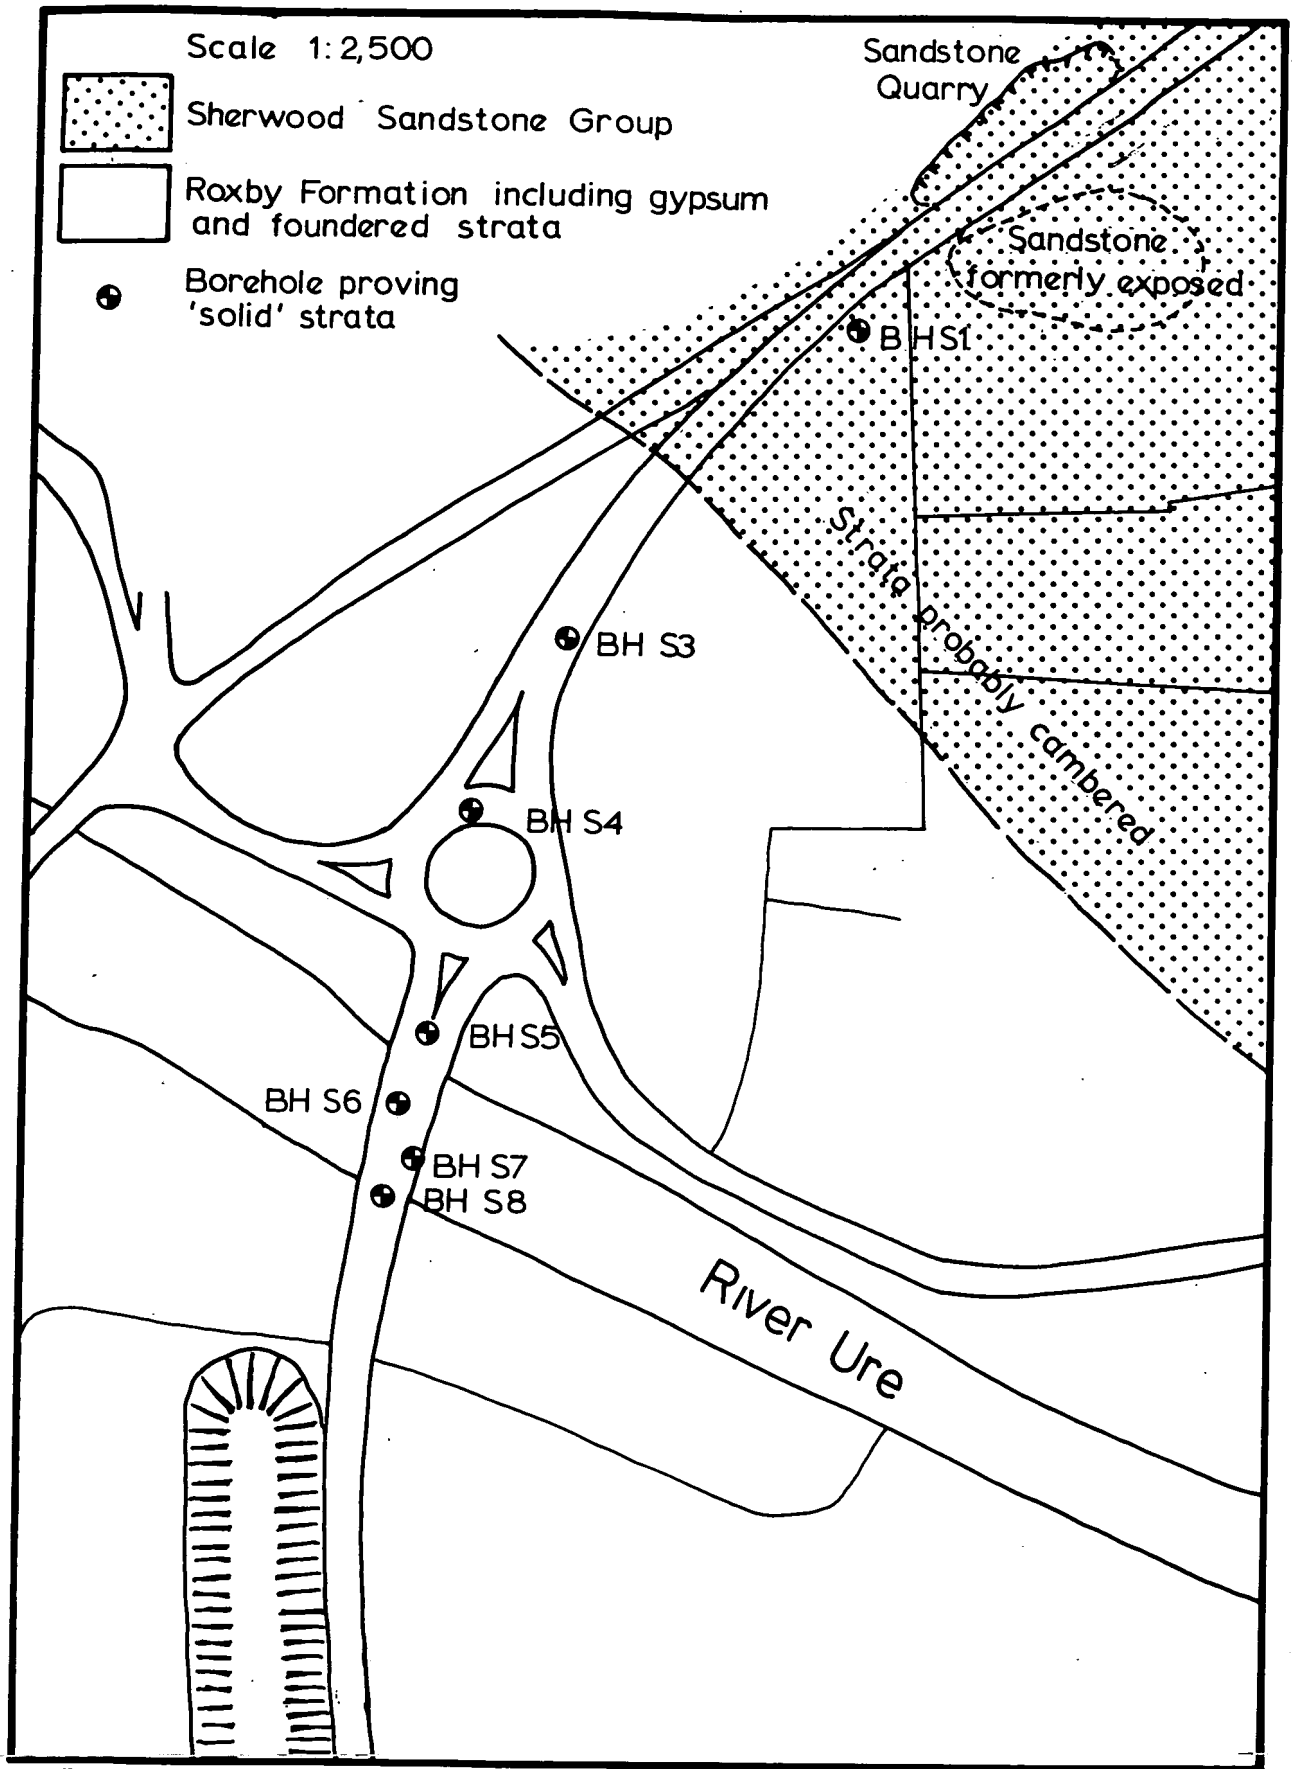 Scale 1:2,500
Sherwood Sandstone Group
Roxby Formation including gypsum
and foundered strata
Borehole proving
'solid' strata
Sandstone
Quarry
Sandstone
formerly exposed
BHS1
Strata probably cambered
BH S3
BH S4
BH S5
BH S6
BH S7
BH S8
River Ure